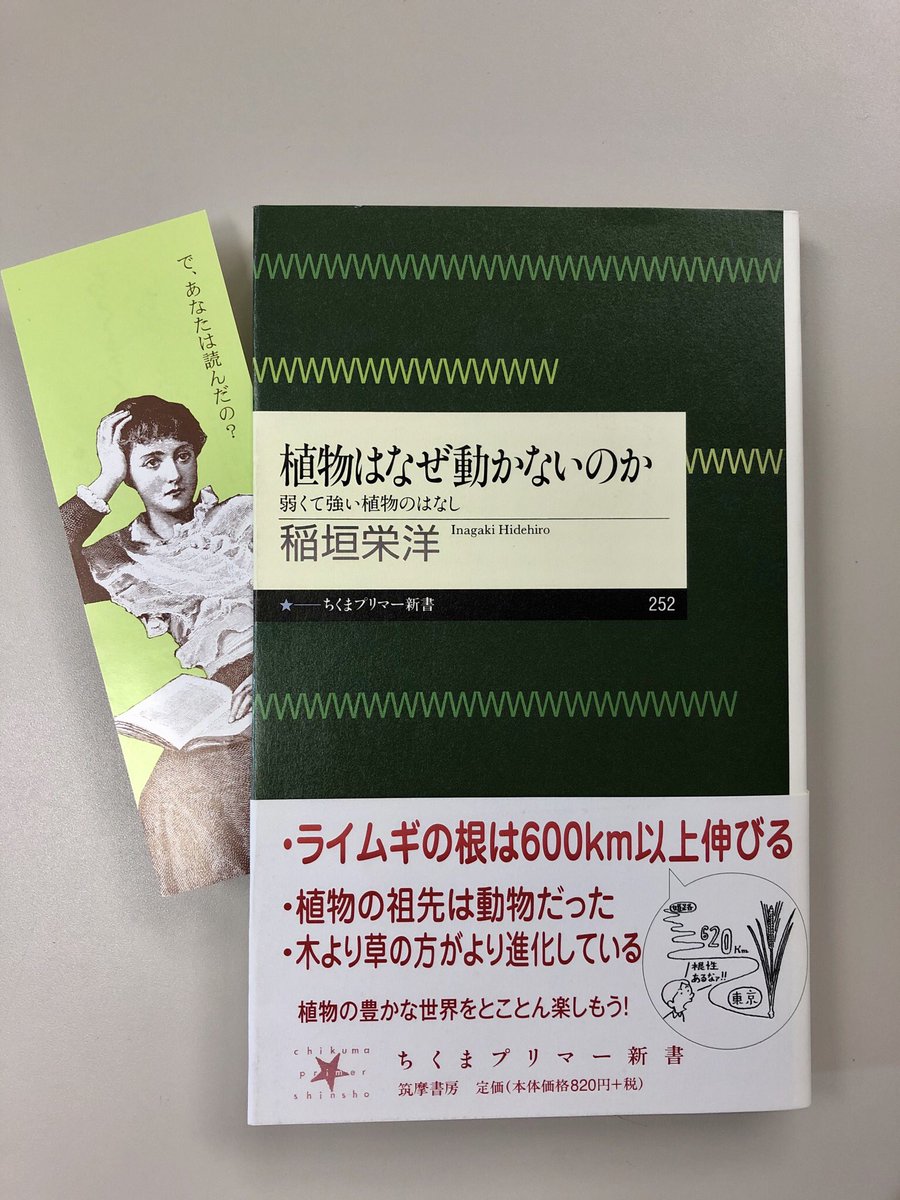 で、あなたは読んだの?
植物はなぜ動かないのか
弱くて強い植物のはなし
稲垣栄洋 Inagaki Hidehiro
★──ちくまプリマー新書 252
・ライムギの根は600km以上伸びる
・植物の祖先は動物だった
・木より草の方がより進化している
620Km
根性
あるなァ!!
東京
植物の豊かな世界をとことん楽しもう!
chikuma
primer
shinsho
ちくまプリマー新書
筑摩書房 定価(本体価格820円+税)